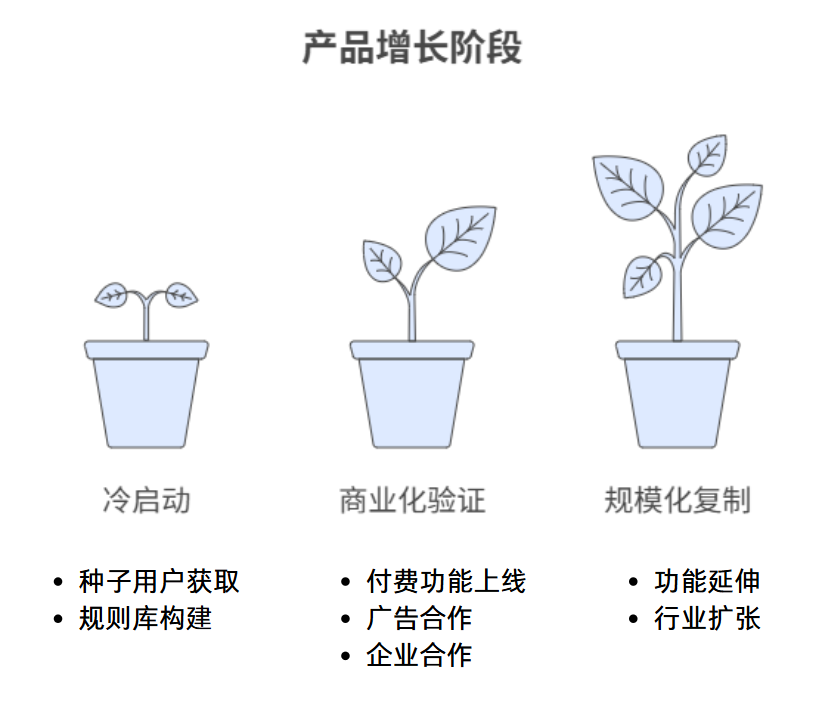 产品增长阶段
冷启动
商业化验证
规模化复制
• 种子用户获取
• 规则库构建
• 付费功能上线
• 广告合作
• 企业合作
• 功能延伸
• 行业扩张